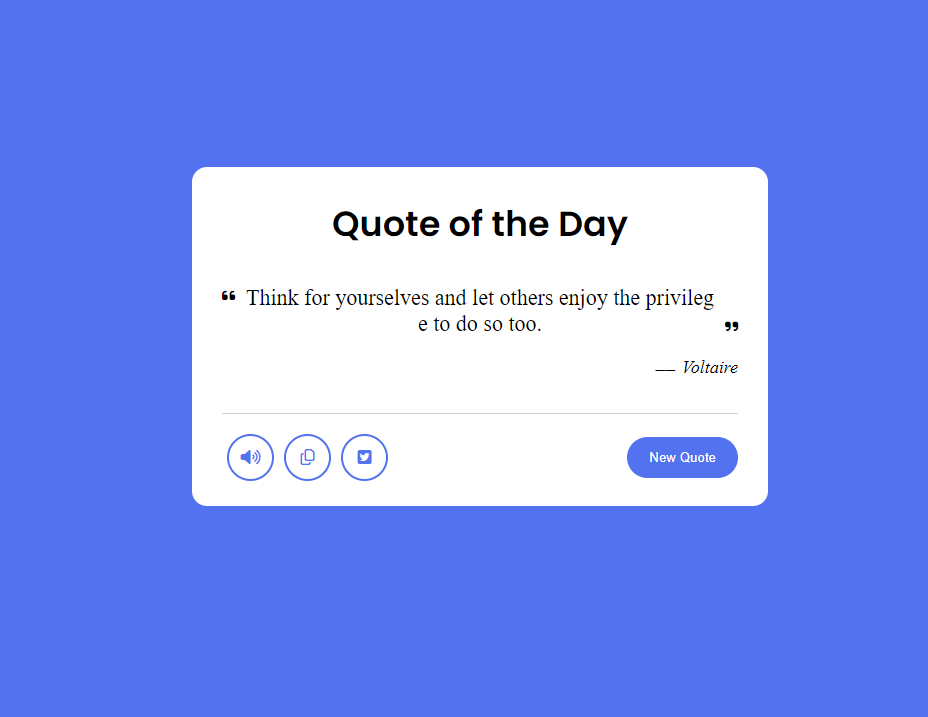 Quote of the Day
“ Think for yourselves and let others enjoy the privileg
e to do so too. ”
__ Voltaire
New Quote